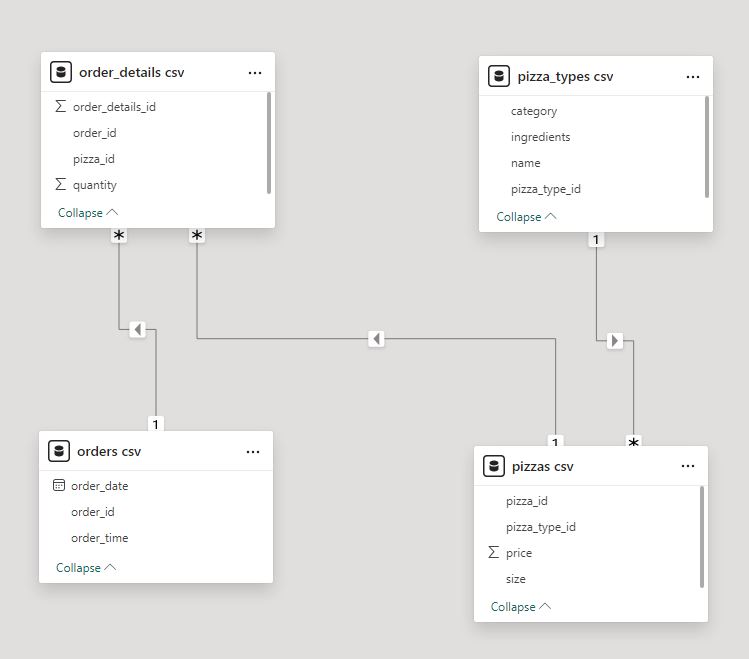 order_details csv
Σ order_details_id
order_id
pizza_id
Σ quantity
Collapse
pizza_types csv
category
ingredients
name
pizza_type_id
Collapse
* *
1
1
1 *
orders csv
order_date
order_id
order_time
Collapse
pizzas csv
pizza_id
pizza_type_id
Σ price
size
Collapse